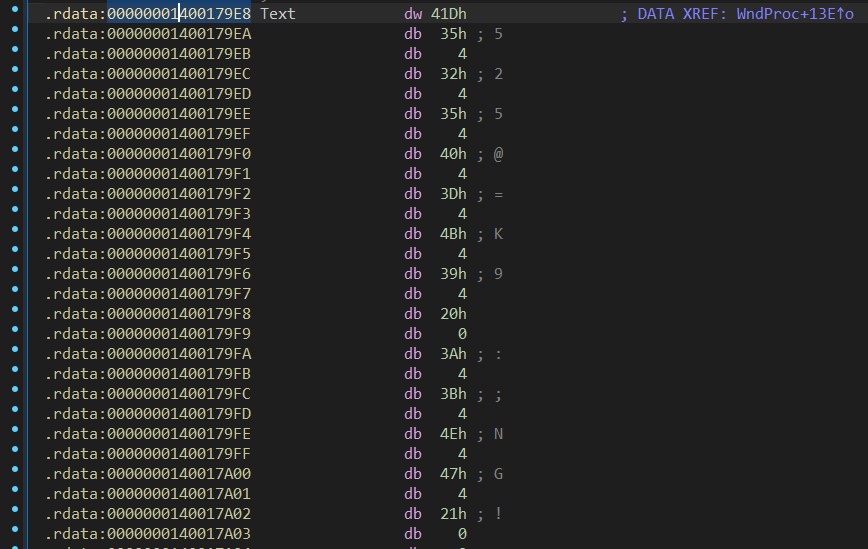 .rdata:00000001400179E8 Text dw 41Dh ; DATA XREF: WndProc+13E↑o
.rdata:00000001400179EA db 35h ; 5
.rdata:00000001400179EB db 4
.rdata:00000001400179EC db 32h ; 2
.rdata:00000001400179ED db 4
.rdata:00000001400179EE db 35h ; 5
.rdata:00000001400179EF db 4
.rdata:00000001400179F0 db 40h ; @
.rdata:00000001400179F1 db 4
.rdata:00000001400179F2 db 3Dh ; =
.rdata:00000001400179F3 db 4
.rdata:00000001400179F4 db 4Bh ; K
.rdata:00000001400179F5 db 4
.rdata:00000001400179F6 db 39h ; 9
.rdata:00000001400179F7 db 4
.rdata:00000001400179F8 db 20h
.rdata:00000001400179F9 db 0
.rdata:00000001400179FA db 3Ah ; :
.rdata:00000001400179FB db 4
.rdata:00000001400179FC db 3Bh ; ;
.rdata:00000001400179FD db 4
.rdata:00000001400179FE db 4Eh ; N
.rdata:00000001400179FF db 4
.rdata:0000000140017A00 db 47h ; G
.rdata:0000000140017A01 db 4
.rdata:0000000140017A02 db 21h ; !
.rdata:0000000140017A03 db 0